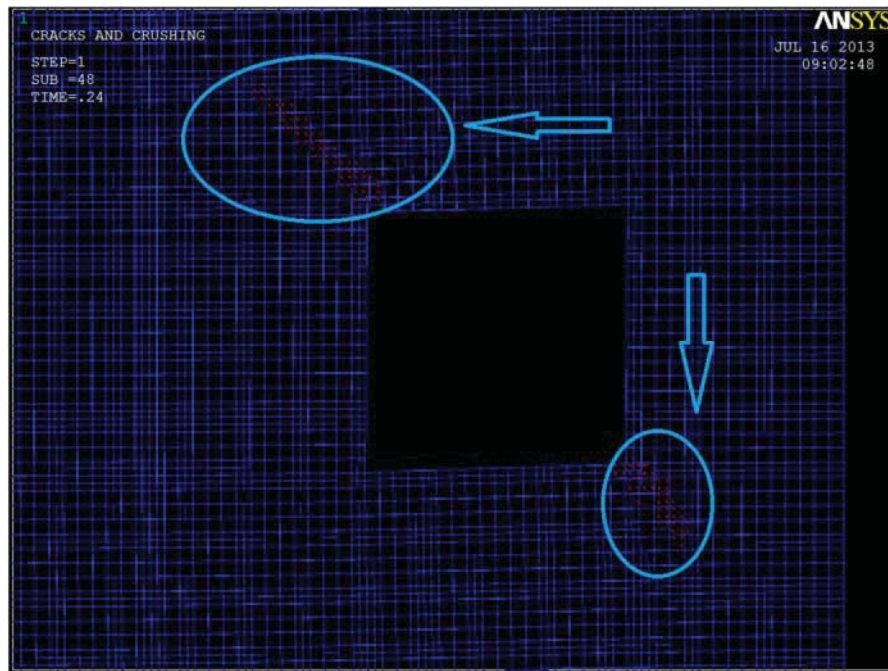 1
CRACKS AND CRUSHING
STEP=1
SUB =48
TIME=.24
ANSYS
JUL 16 2013
09:02:48